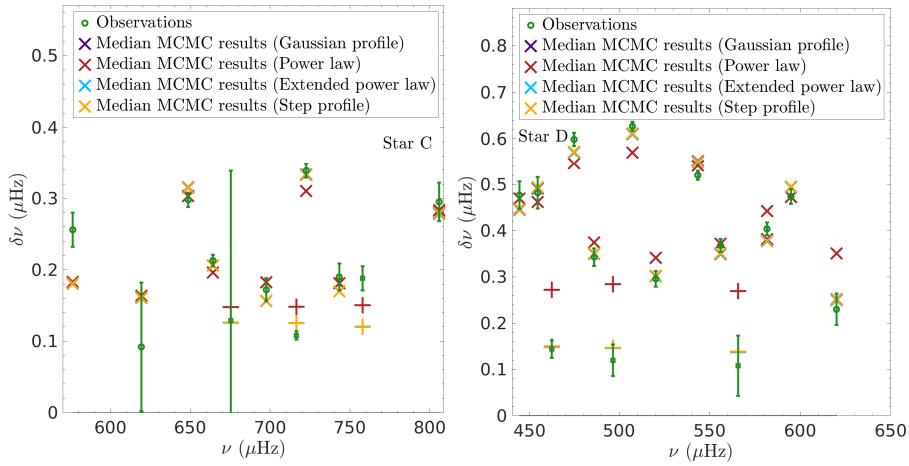 Observations
Median MCMC results (Gaussian profile)
Median MCMC results (Power law)
Median MCMC results (Extended power law)
Median MCMC results (Step profile)
Star C
0.5
0.4
0.3
0.2
0.1
0
δν (μHz)
600
650
700
750
800
ν (μHz)
Observations
Median MCMC results (Gaussian profile)
Median MCMC results (Power law)
Median MCMC results (Extended power law)
Median MCMC results (Step profile)
Star D
0.8
0.7
0.6
0.5
0.4
0.3
0.2
0.1
0
δν (μHz)
450
500
550
600
650
ν (μHz)